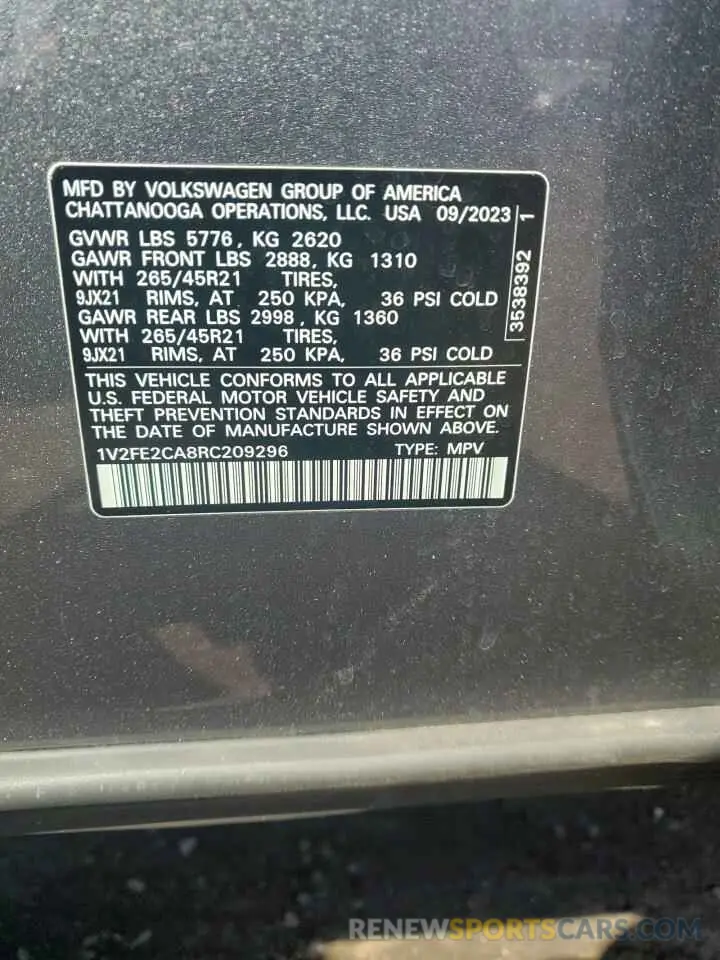 MFD BY VOLKSWAGEN GROUP OF AMERICA
CHATTANOOGA OPERATIONS, LLC. USA 09/2023
GVWR LBS 5776, KG 2620
GAWR FRONT LBS 2888, KG 1310
WITH 265/45R21 TIRES,
9JX21 RIMS, AT 250 KPA, 36 PSI COLD
GAWR REAR LBS 2998, KG 1360
WITH 265/45R21 TIRES,
9JX21 RIMS, AT 250 KPA, 36 PSI COLD
3538392 1
THIS VEHICLE CONFORMS TO ALL APPLICABLE
U.S. FEDERAL MOTOR VEHICLE SAFETY AND
THEFT PREVENTION STANDARDS IN EFFECT ON
THE DATE OF MANUFACTURE SHOWN ABOVE.
1V2FE2CA8RC209296 TYPE: MPV
RENEWSPORTSCARS.COM